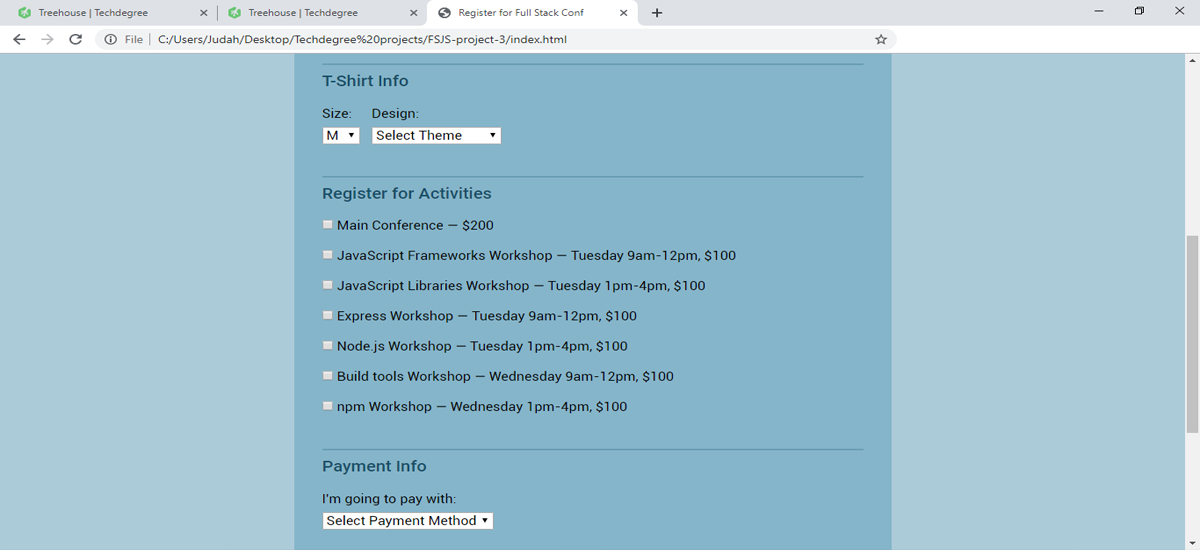 Treehouse | Techdegree
Treehouse | Techdegree
Register for Full Stack Conf
File
C:/Users/Judah/Desktop/Techdegree%20projects/FSJS-project-3/index.html
T-Shirt Info
Size: Design:
M Select Theme
Register for Activities
Main Conference — $200
JavaScript Frameworks Workshop — Tuesday 9am-12pm, $100
JavaScript Libraries Workshop — Tuesday 1pm-4pm, $100
Express Workshop — Tuesday 9am-12pm, $100
Node.js Workshop — Tuesday 1pm-4pm, $100
Build tools Workshop — Wednesday 9am-12pm, $100
npm Workshop — Wednesday 1pm-4pm, $100
Payment Info
I'm going to pay with:
Select Payment Method